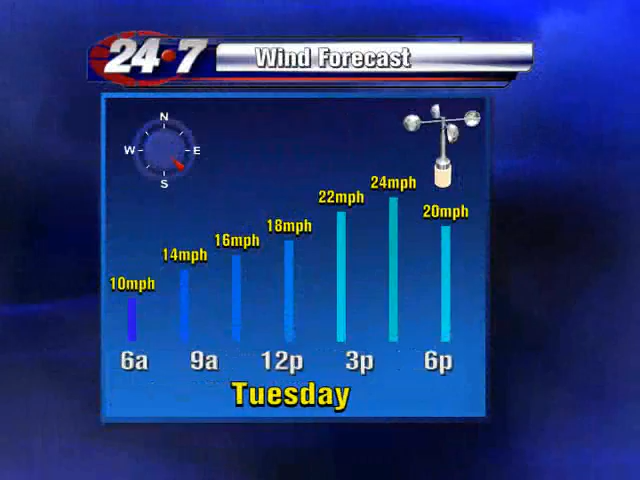 24·7 Wind Forecast
N
W E
S
10mph 14mph 16mph 18mph 22mph 24mph 20mph
6a 9a 12p 3p 6p
Tuesday